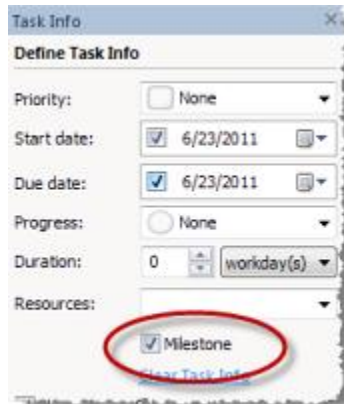 Task Info
Define Task Info
Priority: None
Start date: 6/23/2011
Due date: 6/23/2011
Progress: None
Duration: 0 workday(s)
Resources:
Milestone
Clear Task Info